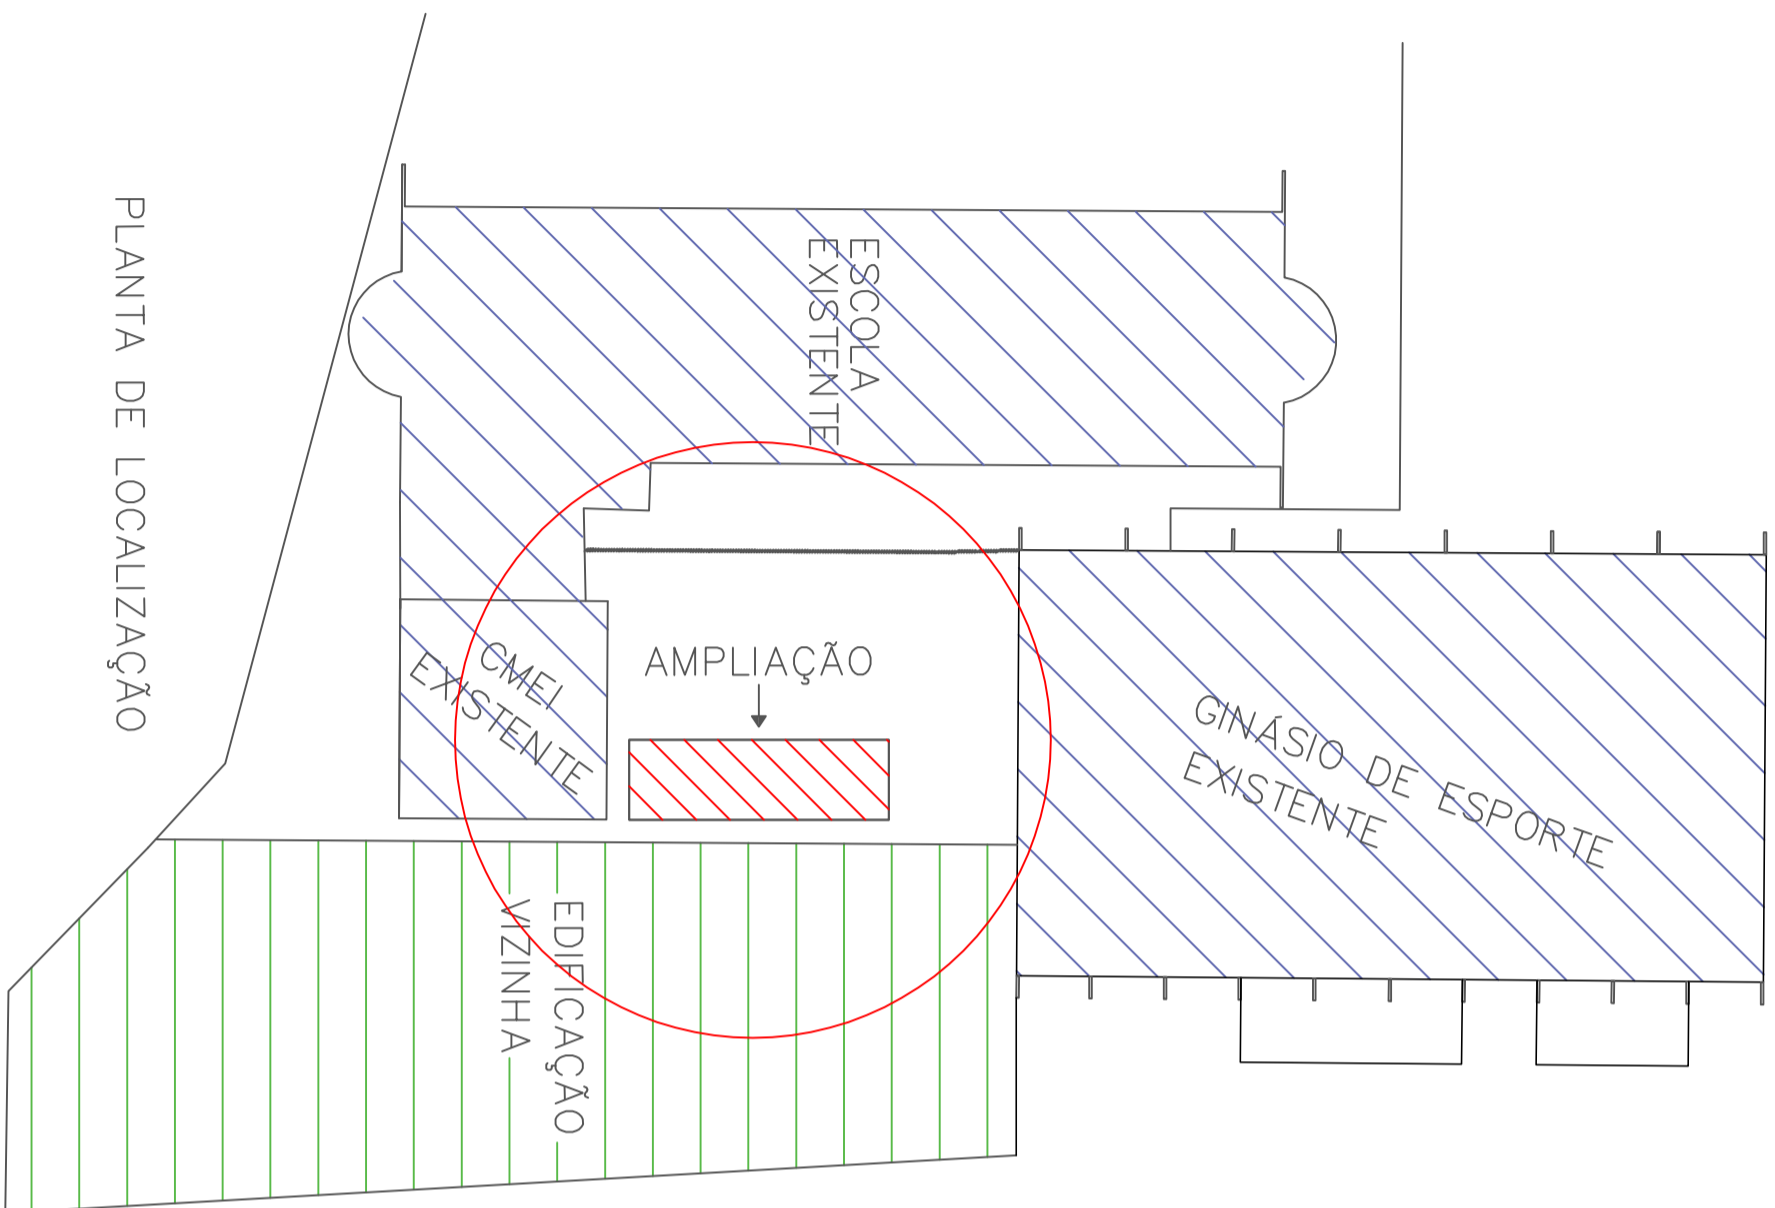 PLANTA DE LOCALIZAÇÃO
ESCOLA
EXISTENTE
CMEI
EXISTENTE
AMPLIAÇÃO
GINÁSIO DE ESPORTE
EXISTENTE
EDIFICAÇÃO
VIZINHA